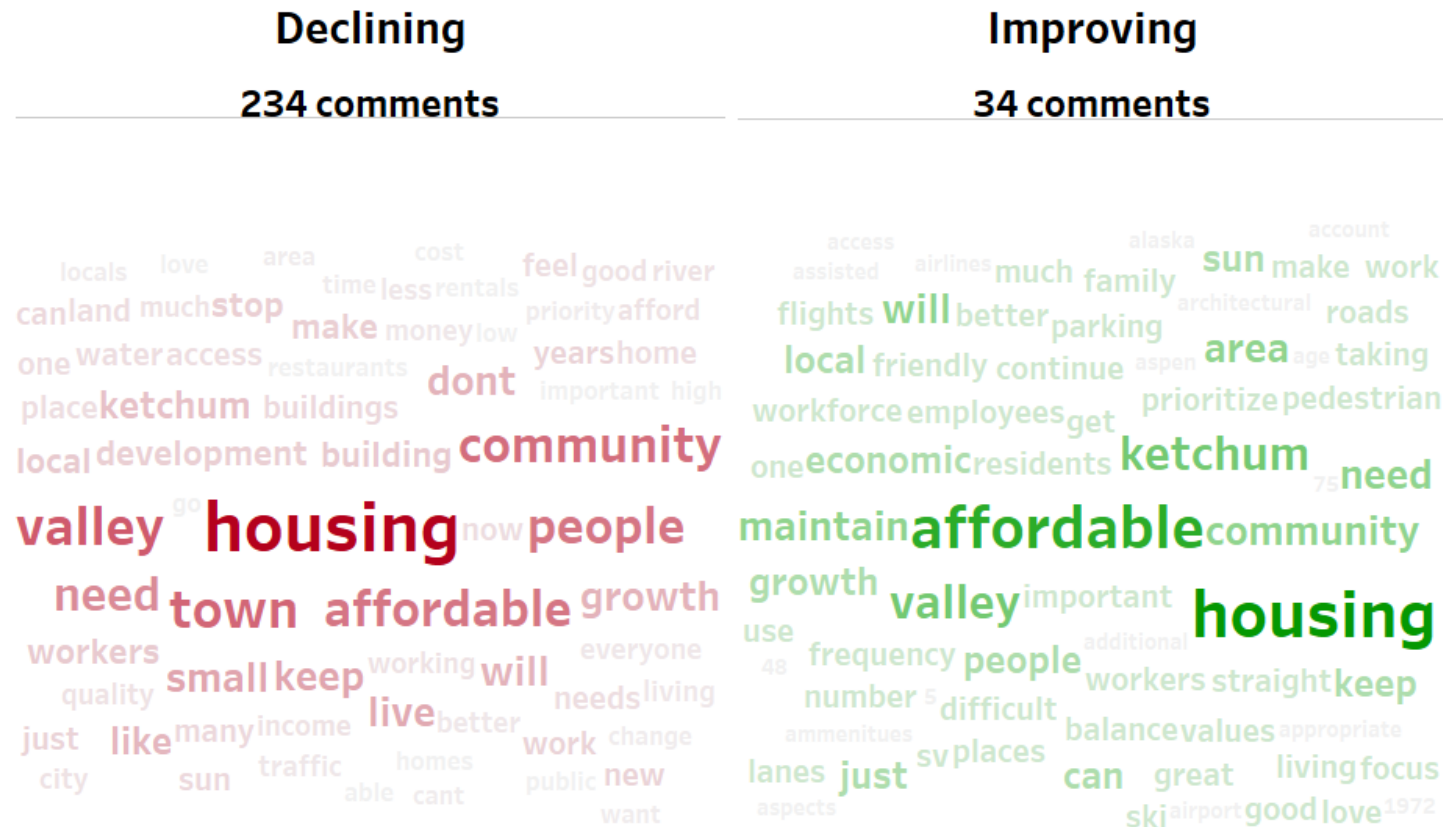 Declining
234 comments
locals love area cost feel good river
can land much stop time less rentals priority afford
make money low
one water access restaurants dont years home
place ketchum buildings important high
local development building community
valley go housing now people
need town affordable growth
workers small keep working will everyone
quality live needs living
just like many income better work change
city sun traffic homes public new
able cant want
Improving
34 comments
access alaska account
assisted airlines much family sun make work
flights will better parking architectural roads
local friendly continue aspen area age taking
workforce employees get prioritize pedestrian
one economic residents ketchum 75 need
maintain affordable community
growth valley important housing
use frequency people additional
48 number 5 difficult workers straight keep
ammenitues sv places balance values appropriate
lanes just can great living focus
aspects ski airport good love 1972